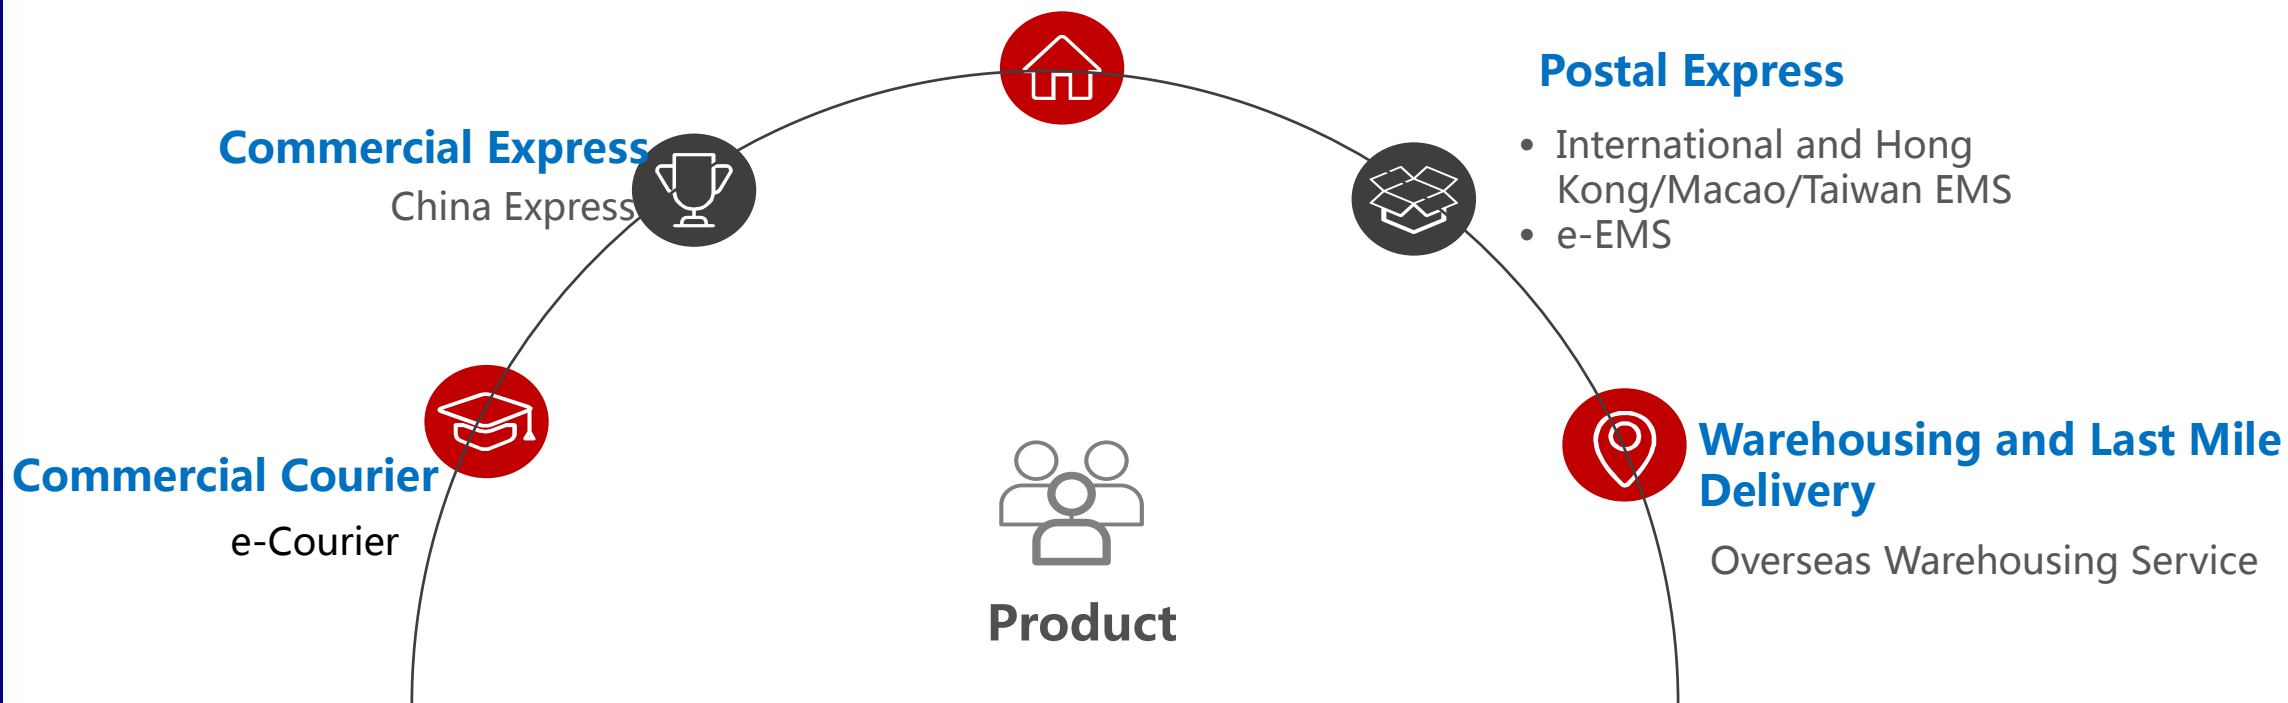 Commercial Express
China Express
Commercial Courier
e-Courier
Product
Postal Express
• International and Hong
Kong/Macao/Taiwan EMS
• e-EMS
Warehousing and Last Mile
Delivery
Overseas Warehousing Service